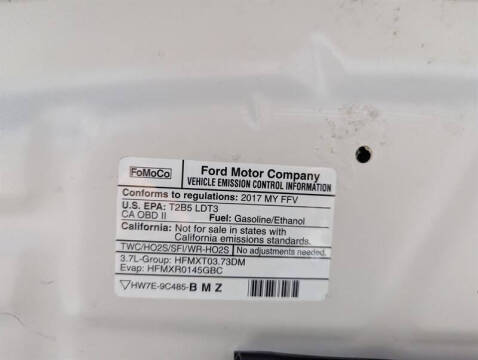 FoMoCo
Ford Motor Company
VEHICLE EMISSION CONTROL INFORMATION
Conforms to regulations: 2017 MY FFV
U.S. EPA: T2B5 LDT3
CA OBD II Fuel: Gasoline/Ethanol
California: Not for sale in states with
California emissions standards.
TWC/HO2S/SFI/WR-HO2S No adjustments needed.
3.7L-Group: HFMXT03.73DM
Evap: HFMXR0145GBC
HW7E-9C485-BMZ